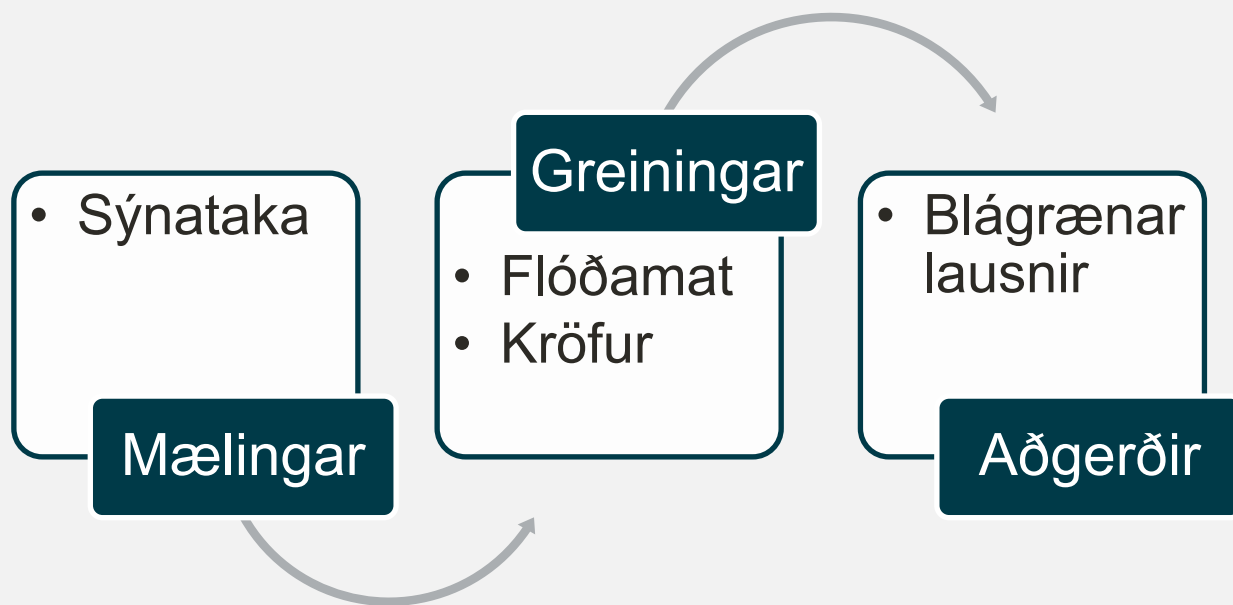 • Sýnataka
Mælingar
Greiningar
• Flóðamat
• Kröfur
• Blágrænar
lausnir
Aðgerðir